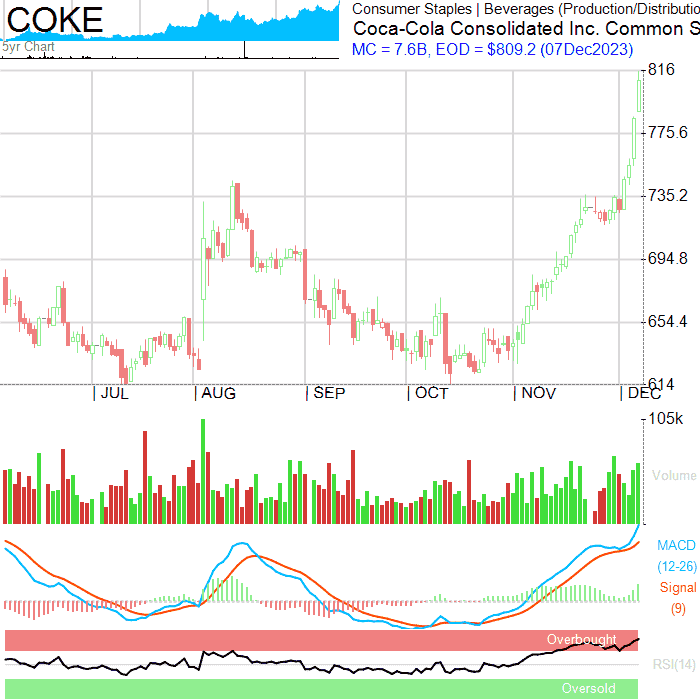 COKE
5yr Chart
Consumer Staples | Beverages (Production/Distributio
Coca-Cola Consolidated Inc. Common S
MC = 7.6B, EOD = $809.2 (07Dec2023)
816
775.6
735.2
694.8
654.4
614
| JUL | AUG | SEP | OCT | NOV | DEC
105k
Volume
MACD
(12-26)
Signal
(9)
Overbought
RSI(14)
Oversold